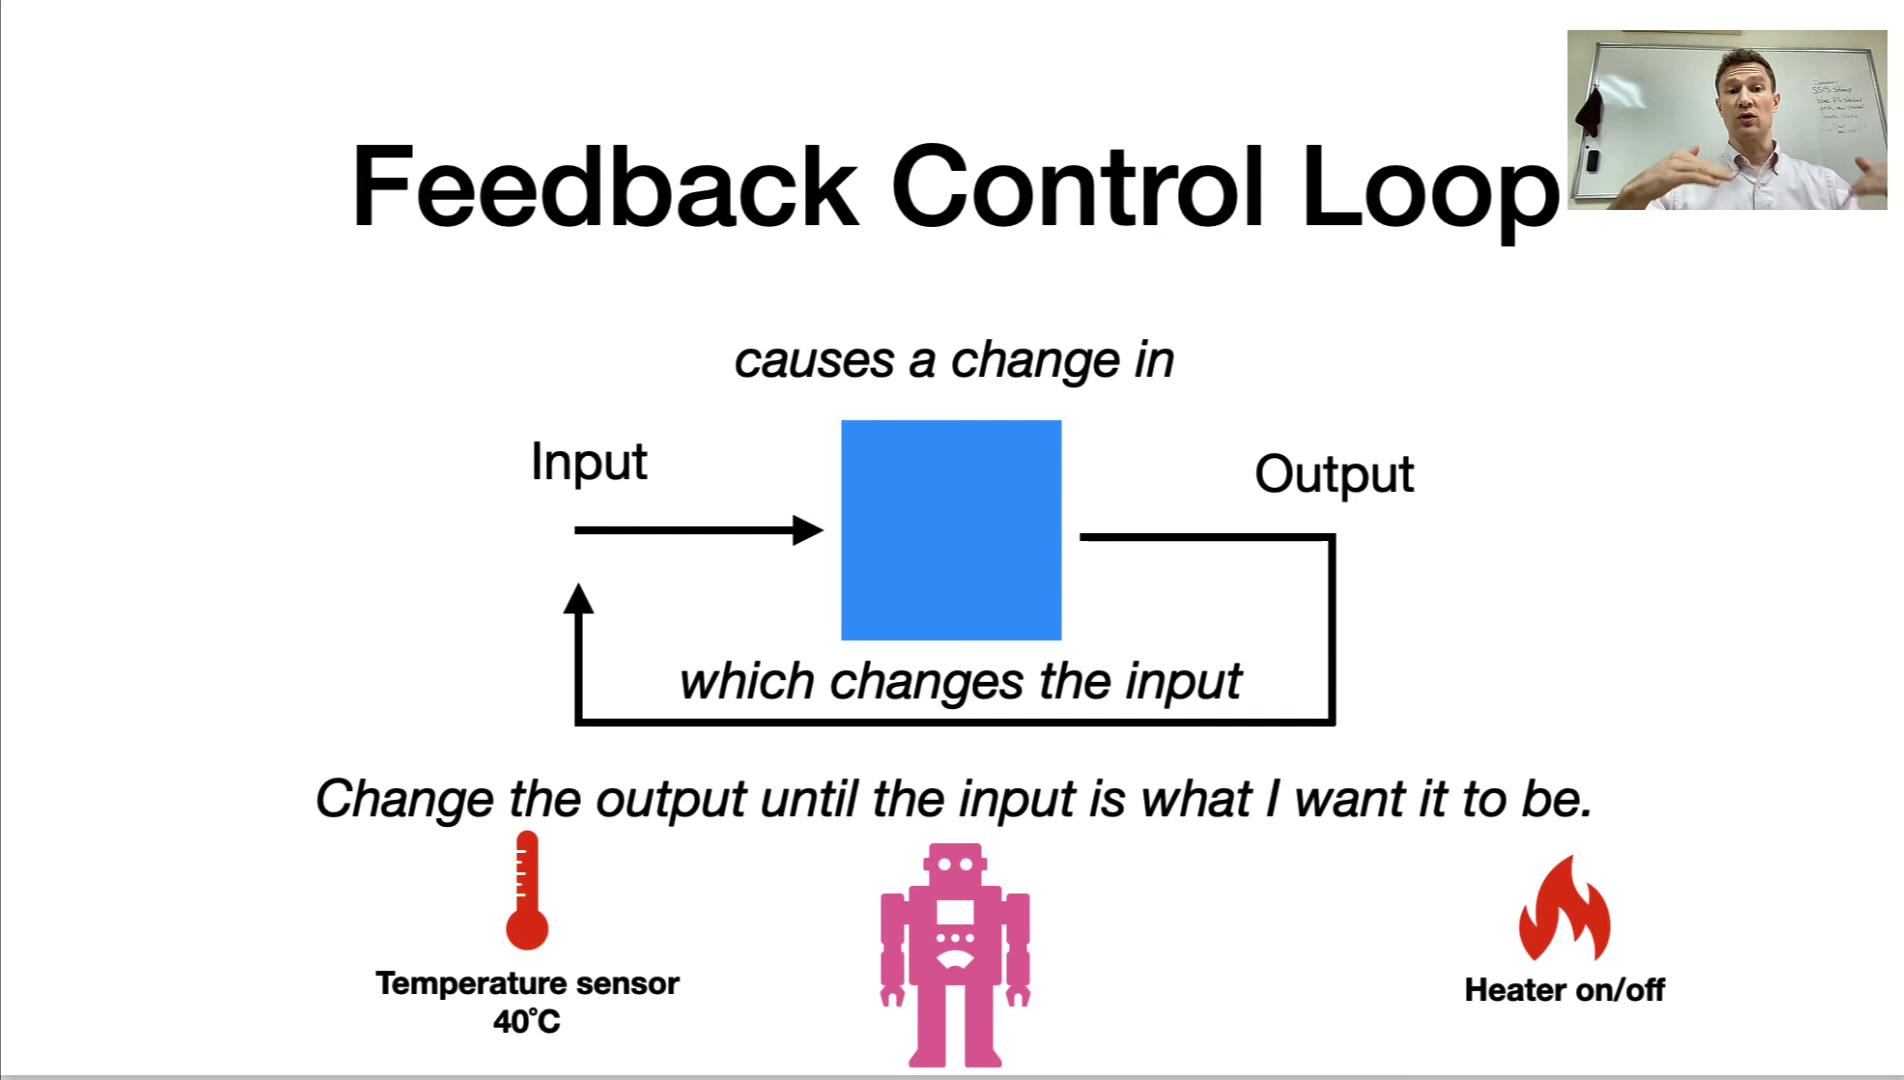 Feedback Control Loop
causes a change in
Input
Output
which changes the input
Change the output until the input is what I want it to be.
Temperature sensor
40°C
Heater on/off